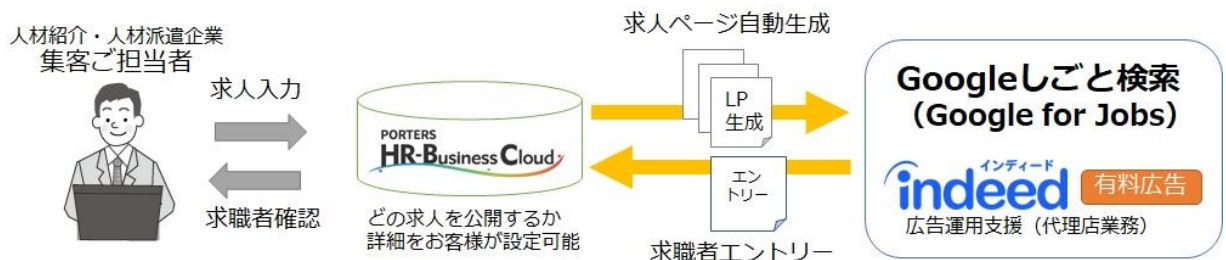 人材紹介・人材派遣企業
集客ご担当者
求人入力
求職者確認
PORTERS
HR-Business Cloud
どの求人を公開するか
詳細をお客様が設定可能
求人ページ自動生成
LP
生成
エン
トリー
求職者エントリー
Googleしごと検索
（Google for Jobs）
インディード
indeed
有料広告
広告運用支援（代理店業務）